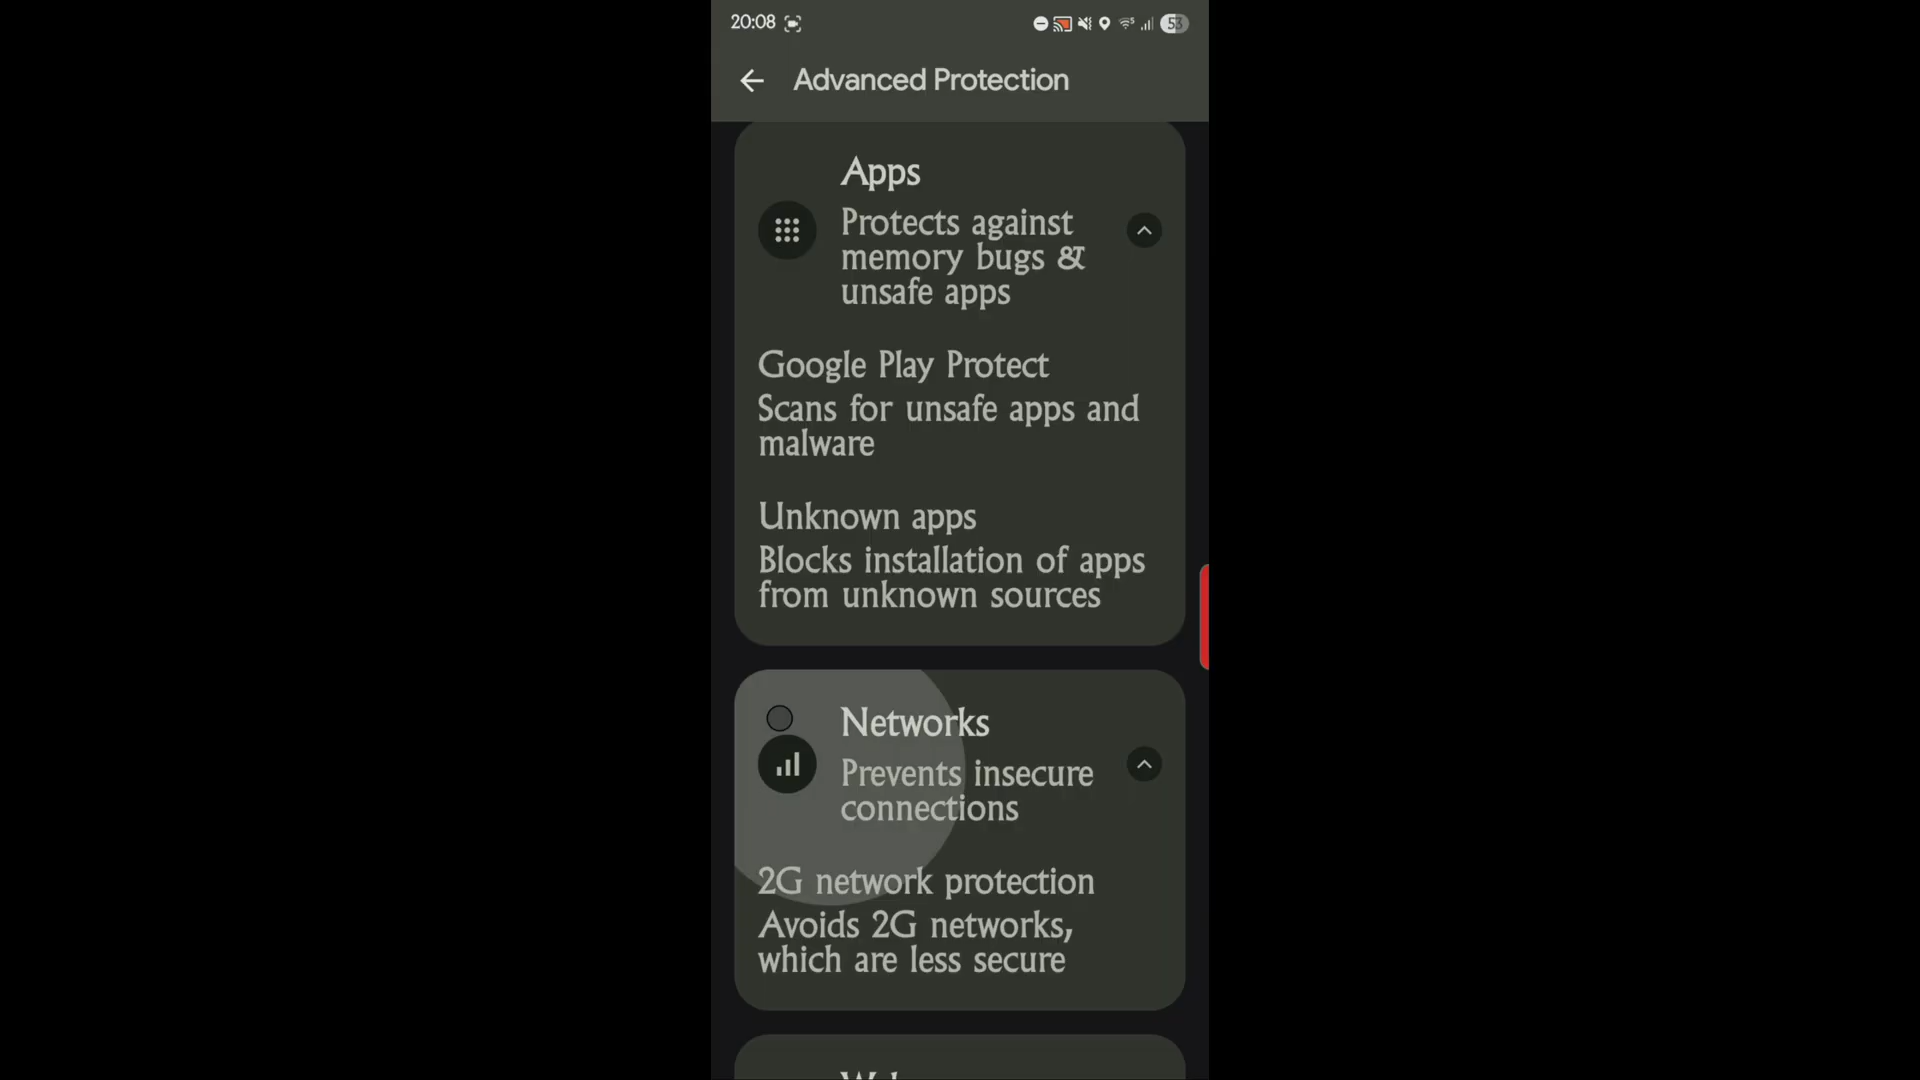 20:08
53
Advanced Protection
Apps
Protects against
memory bugs &
unsafe apps
Google Play Protect
Scans for unsafe apps and
malware
Unknown apps
Blocks installation of apps
from unknown sources
Networks
Prevents insecure
connections
2G network protection
Avoids 2G networks,
which are less secure